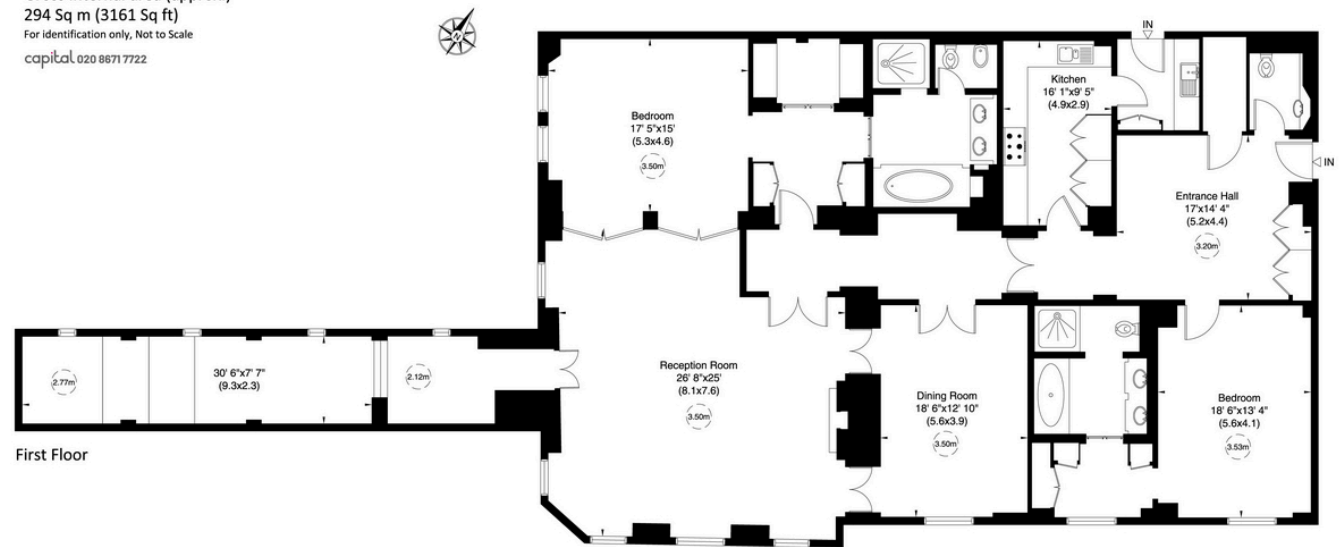 294 Sq m (3161 Sq ft)
For identification only, Not to Scale
capital 020 8671 7722
N
IN
Kitchen
16' 1"x9' 5"
(4.9x2.9)
Bedroom
17' 5"x15'
(5.3x4.6)
3.50m
IN
Entrance Hall
17'x14' 4"
(5.2x4.4)
3.20m
2.77m
30' 6"x7' 7"
(9.3x2.3)
2.12m
Reception Room
26' 8"x25'
(8.1x7.6)
3.50m
Dining Room
18' 6"x12' 10"
(5.6x3.9)
3.50m
Bedroom
18' 6"x13' 4"
(5.6x4.1)
3.53m
First Floor